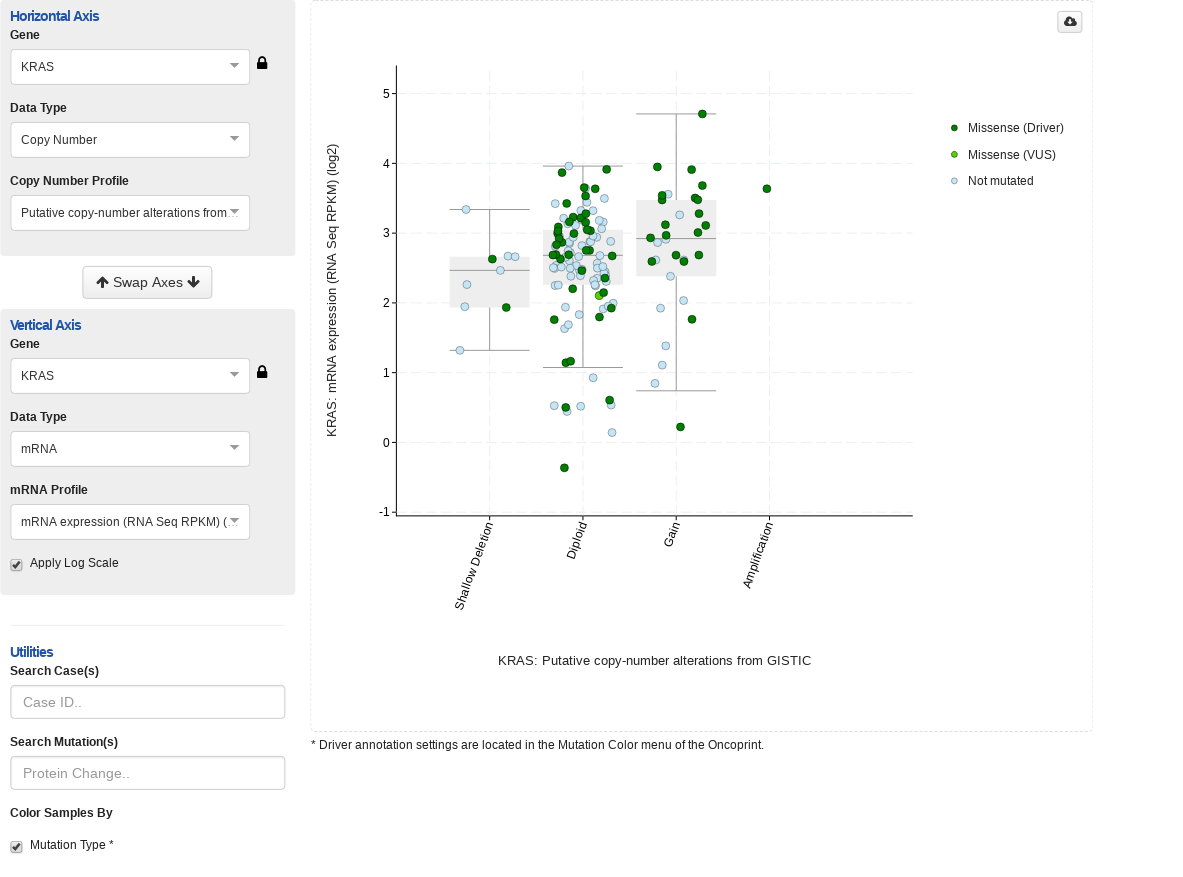 Horizontal Axis
Gene
KRAS
Data Type
Copy Number
Copy Number Profile
Putative copy-number alterations from ...
Swap Axes
Vertical Axis
Gene
KRAS
Data Type
mRNA
mRNA Profile
mRNA expression (RNA Seq RPKM) (...
Apply Log Scale
Utilities
Search Case(s)
Case ID..
Search Mutation(s)
Protein Change..
Color Samples By
Mutation Type *
KRAS: mRNA expression (RNA Seq RPKM) (log2)
5
4
3
2
1
0
-1
Shallow Deletion
Diploid
Gain
Amplification
KRAS: Putative copy-number alterations from GISTIC
Missense (Driver)
Missense (VUS)
Not mutated
* Driver annotation settings are located in the Mutation Color menu of the Oncoprint.